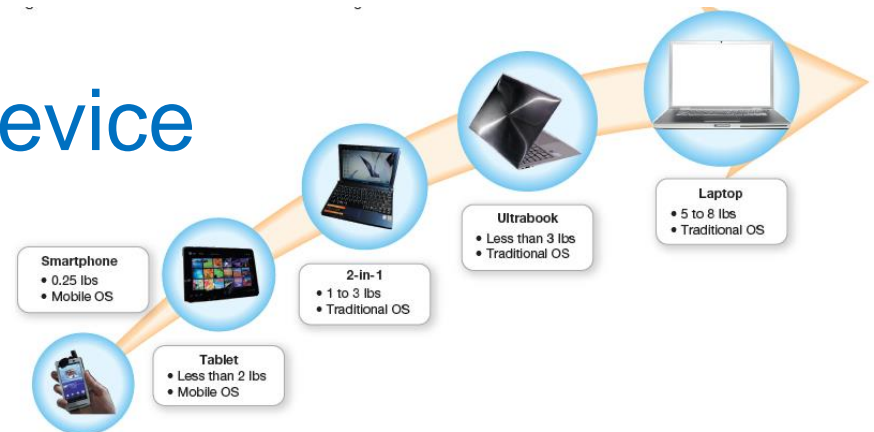 evice
Smartphone
• 0.25 lbs
• Mobile OS
Tablet
• Less than 2 lbs
• Mobile OS
2-in-1
• 1 to 3 lbs
• Traditional OS
Ultrabook
• Less than 3 lbs
• Traditional OS
Laptop
• 5 to 8 lbs
• Traditional OS